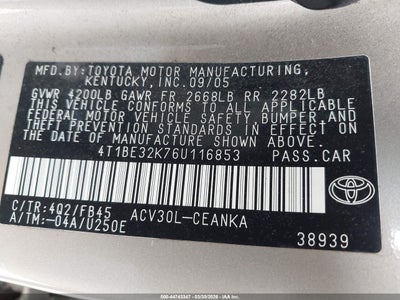 MFD.BY:TOYOTA MOTOR MANUFACTURING,
KENTUCKY, INC. 09/05
GVWR 4200LB GAWR FR 2668LB RR 2282LB
THIS VEHICLE CONFORMS TO ALL APPLICABLE
FEDERAL MOTOR VEHICLE SAFETY, BUMPER, AND
THEFT PREVENTION STANDARDS IN EFFECT ON
THE DATE OF MANUFACTURE SHOWN ABOVE.
4T1BE32K76U116853 PASS.CAR
C/TR:4Q2/FB45 ACV30L-CEANKA
A/TM:-04A/U250E
TOYOTA
38939